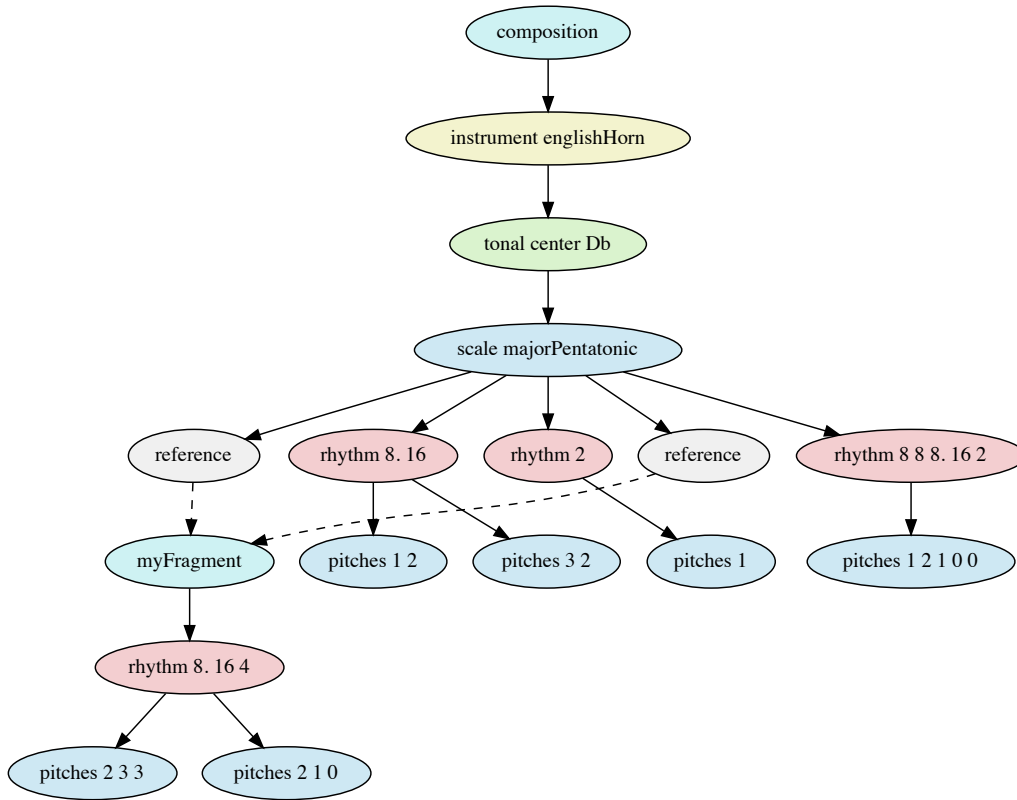 composition
instrument englishHorn
tonal center Db
scale majorPentatonic
reference
rhythm 8. 16
rhythm 2
reference
rhythm 8 8 8. 16 2
myFragment
pitches 1 2
pitches 3 2
pitches 1
pitches 1 2 1 0 0
rhythm 8. 16 4
pitches 2 3 3
pitches 2 1 0